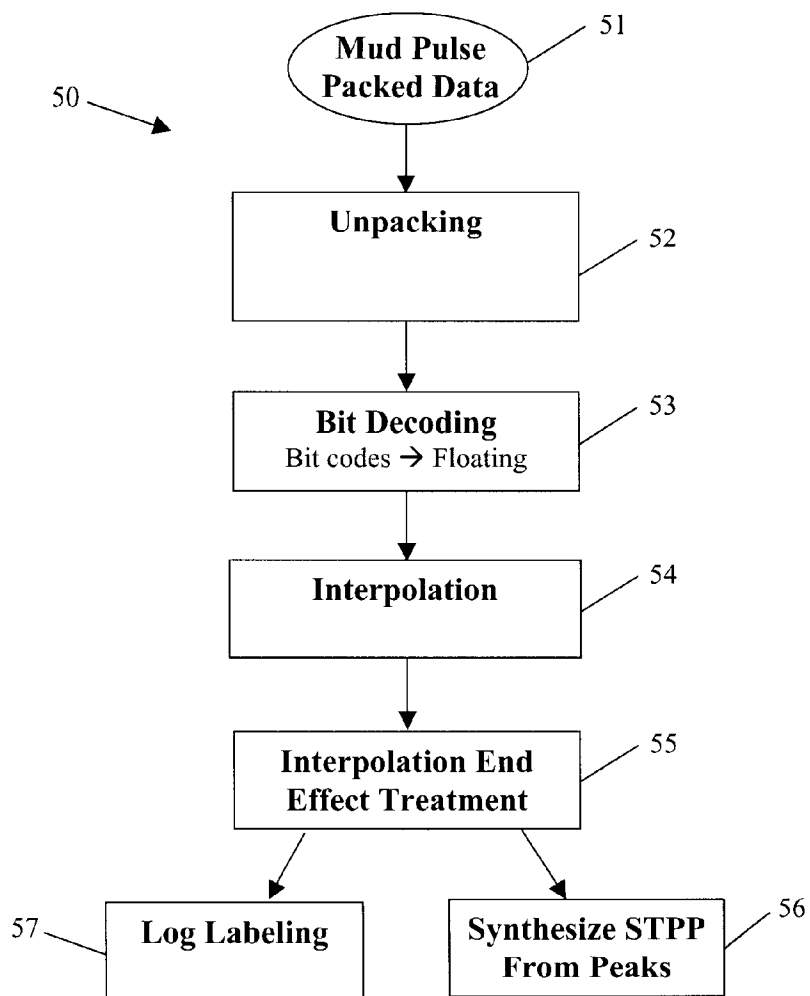 Mud Pulse
Packed Data
51
50
Unpacking
52
Bit Decoding
Bit codes → Floating
53
Interpolation
54
Interpolation End
Effect Treatment
55
57
Log Labeling
Synthesize STPP
From Peaks
56